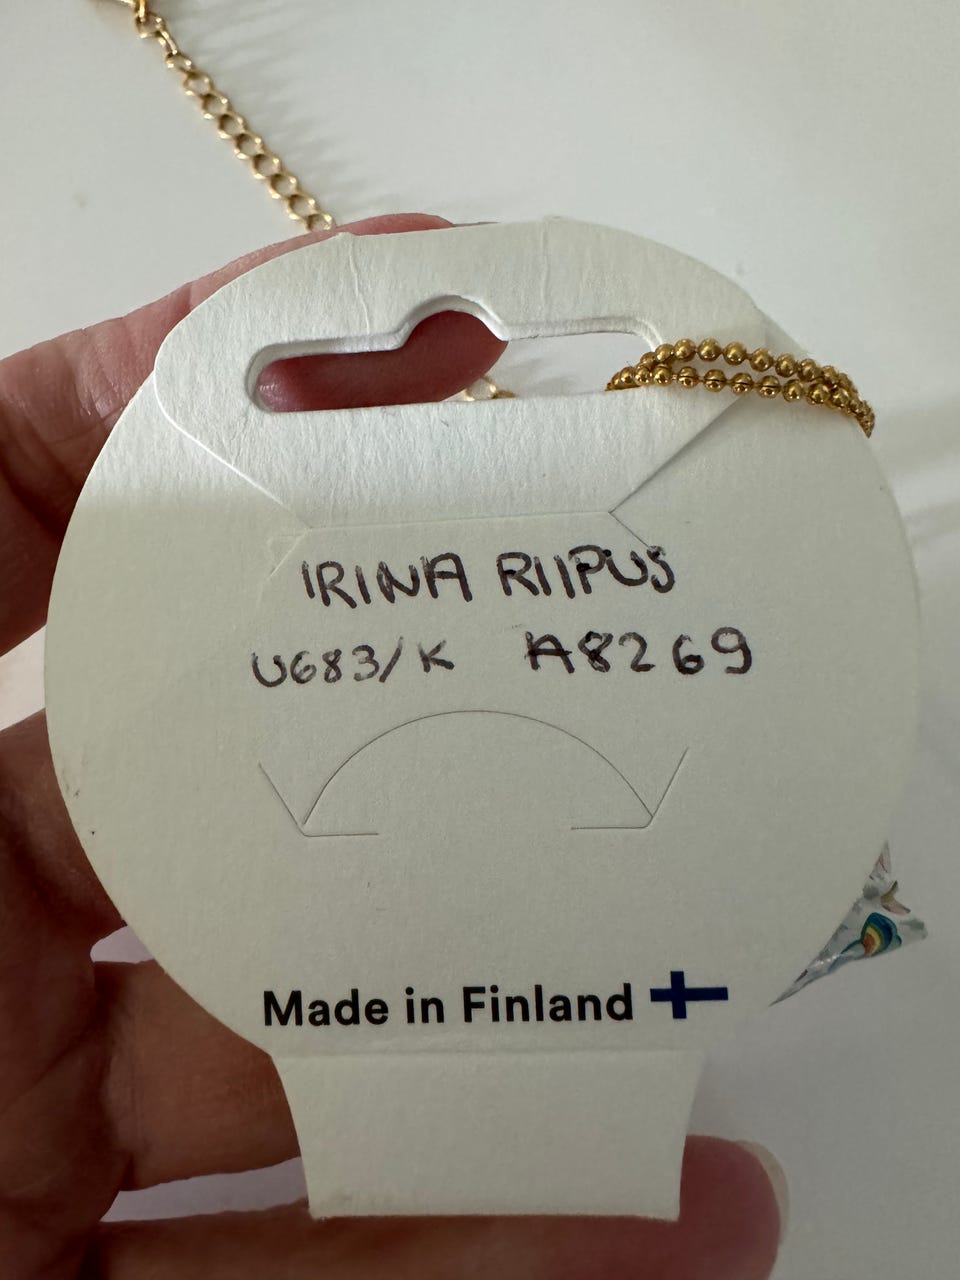 IRINA RIIPUS
U683/K A8269
Made in Finland